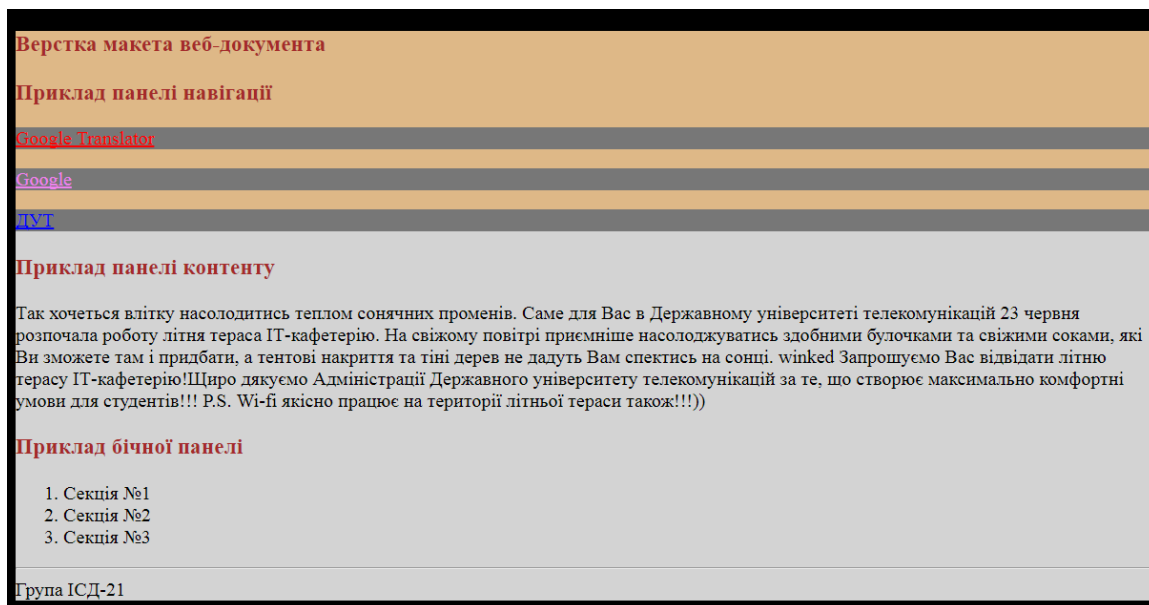 Верстка макета веб-документа
Приклад панелі навігації
Google Translator
Google
ДУТ
Приклад панелі контенту
Так хочеться влітку насолодитись теплом сонячних променів. Саме для Вас в Державному університеті телекомунікацій 23 червня
розпочала роботу літня тераса ІТ-кафетерію. На свіжому повітрі приємніше насолоджуватись здобними булочками та свіжими соками, які
Ви зможете там і придбати, а тентові накриття та тіні дерев не дадуть Вам спектись на сонці. winked Запрошуємо Вас відвідати літню
терасу ІТ-кафетерію!Щиро дякуємо Адміністрації Державного університету телекомунікацій за те, що створює максимально комфортні
умови для студентів!!! P.S. Wi-fi якісно працює на території літньої тераси також!!!))
Приклад бічної панелі
1. Секція №1
2. Секція №2
3. Секція №3
Група ІСД-21